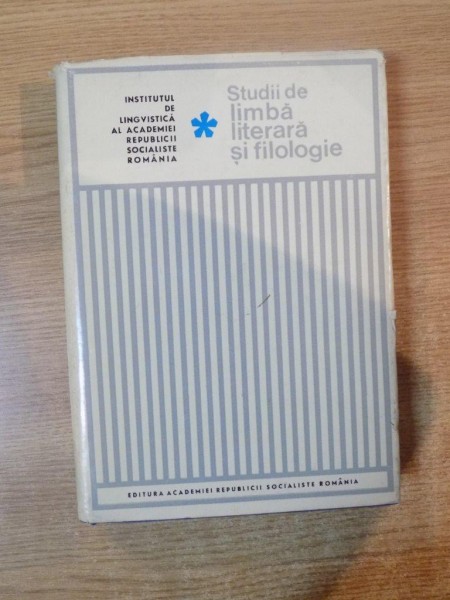 INSTITUTUL
DE
LINGVISTICĂ
AL ACADEMIEI
REPUBLICII
SOCIALISTE
ROMÂNIA
Studii de
limbă
literară
și filologie
EDITURA ACADEMIEI REPUBLICII SOCIALISTE ROMÂNIA